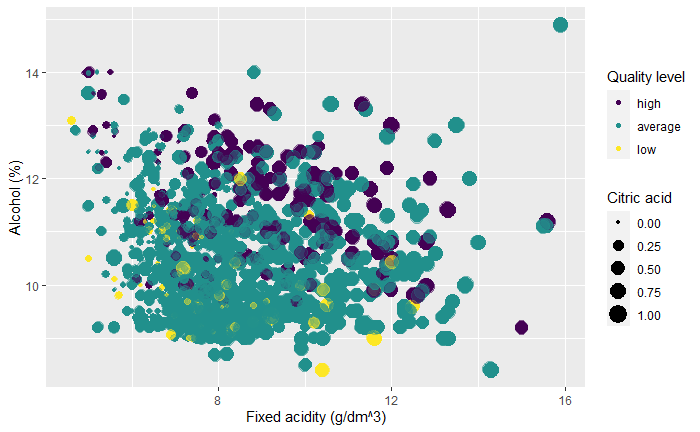 Alcohol (%)
14
12
10
8
12
16
Fixed acidity (g/dm^3)
Quality level
high
average
low
Citric acid
0.00
0.25
0.50
0.75
1.00